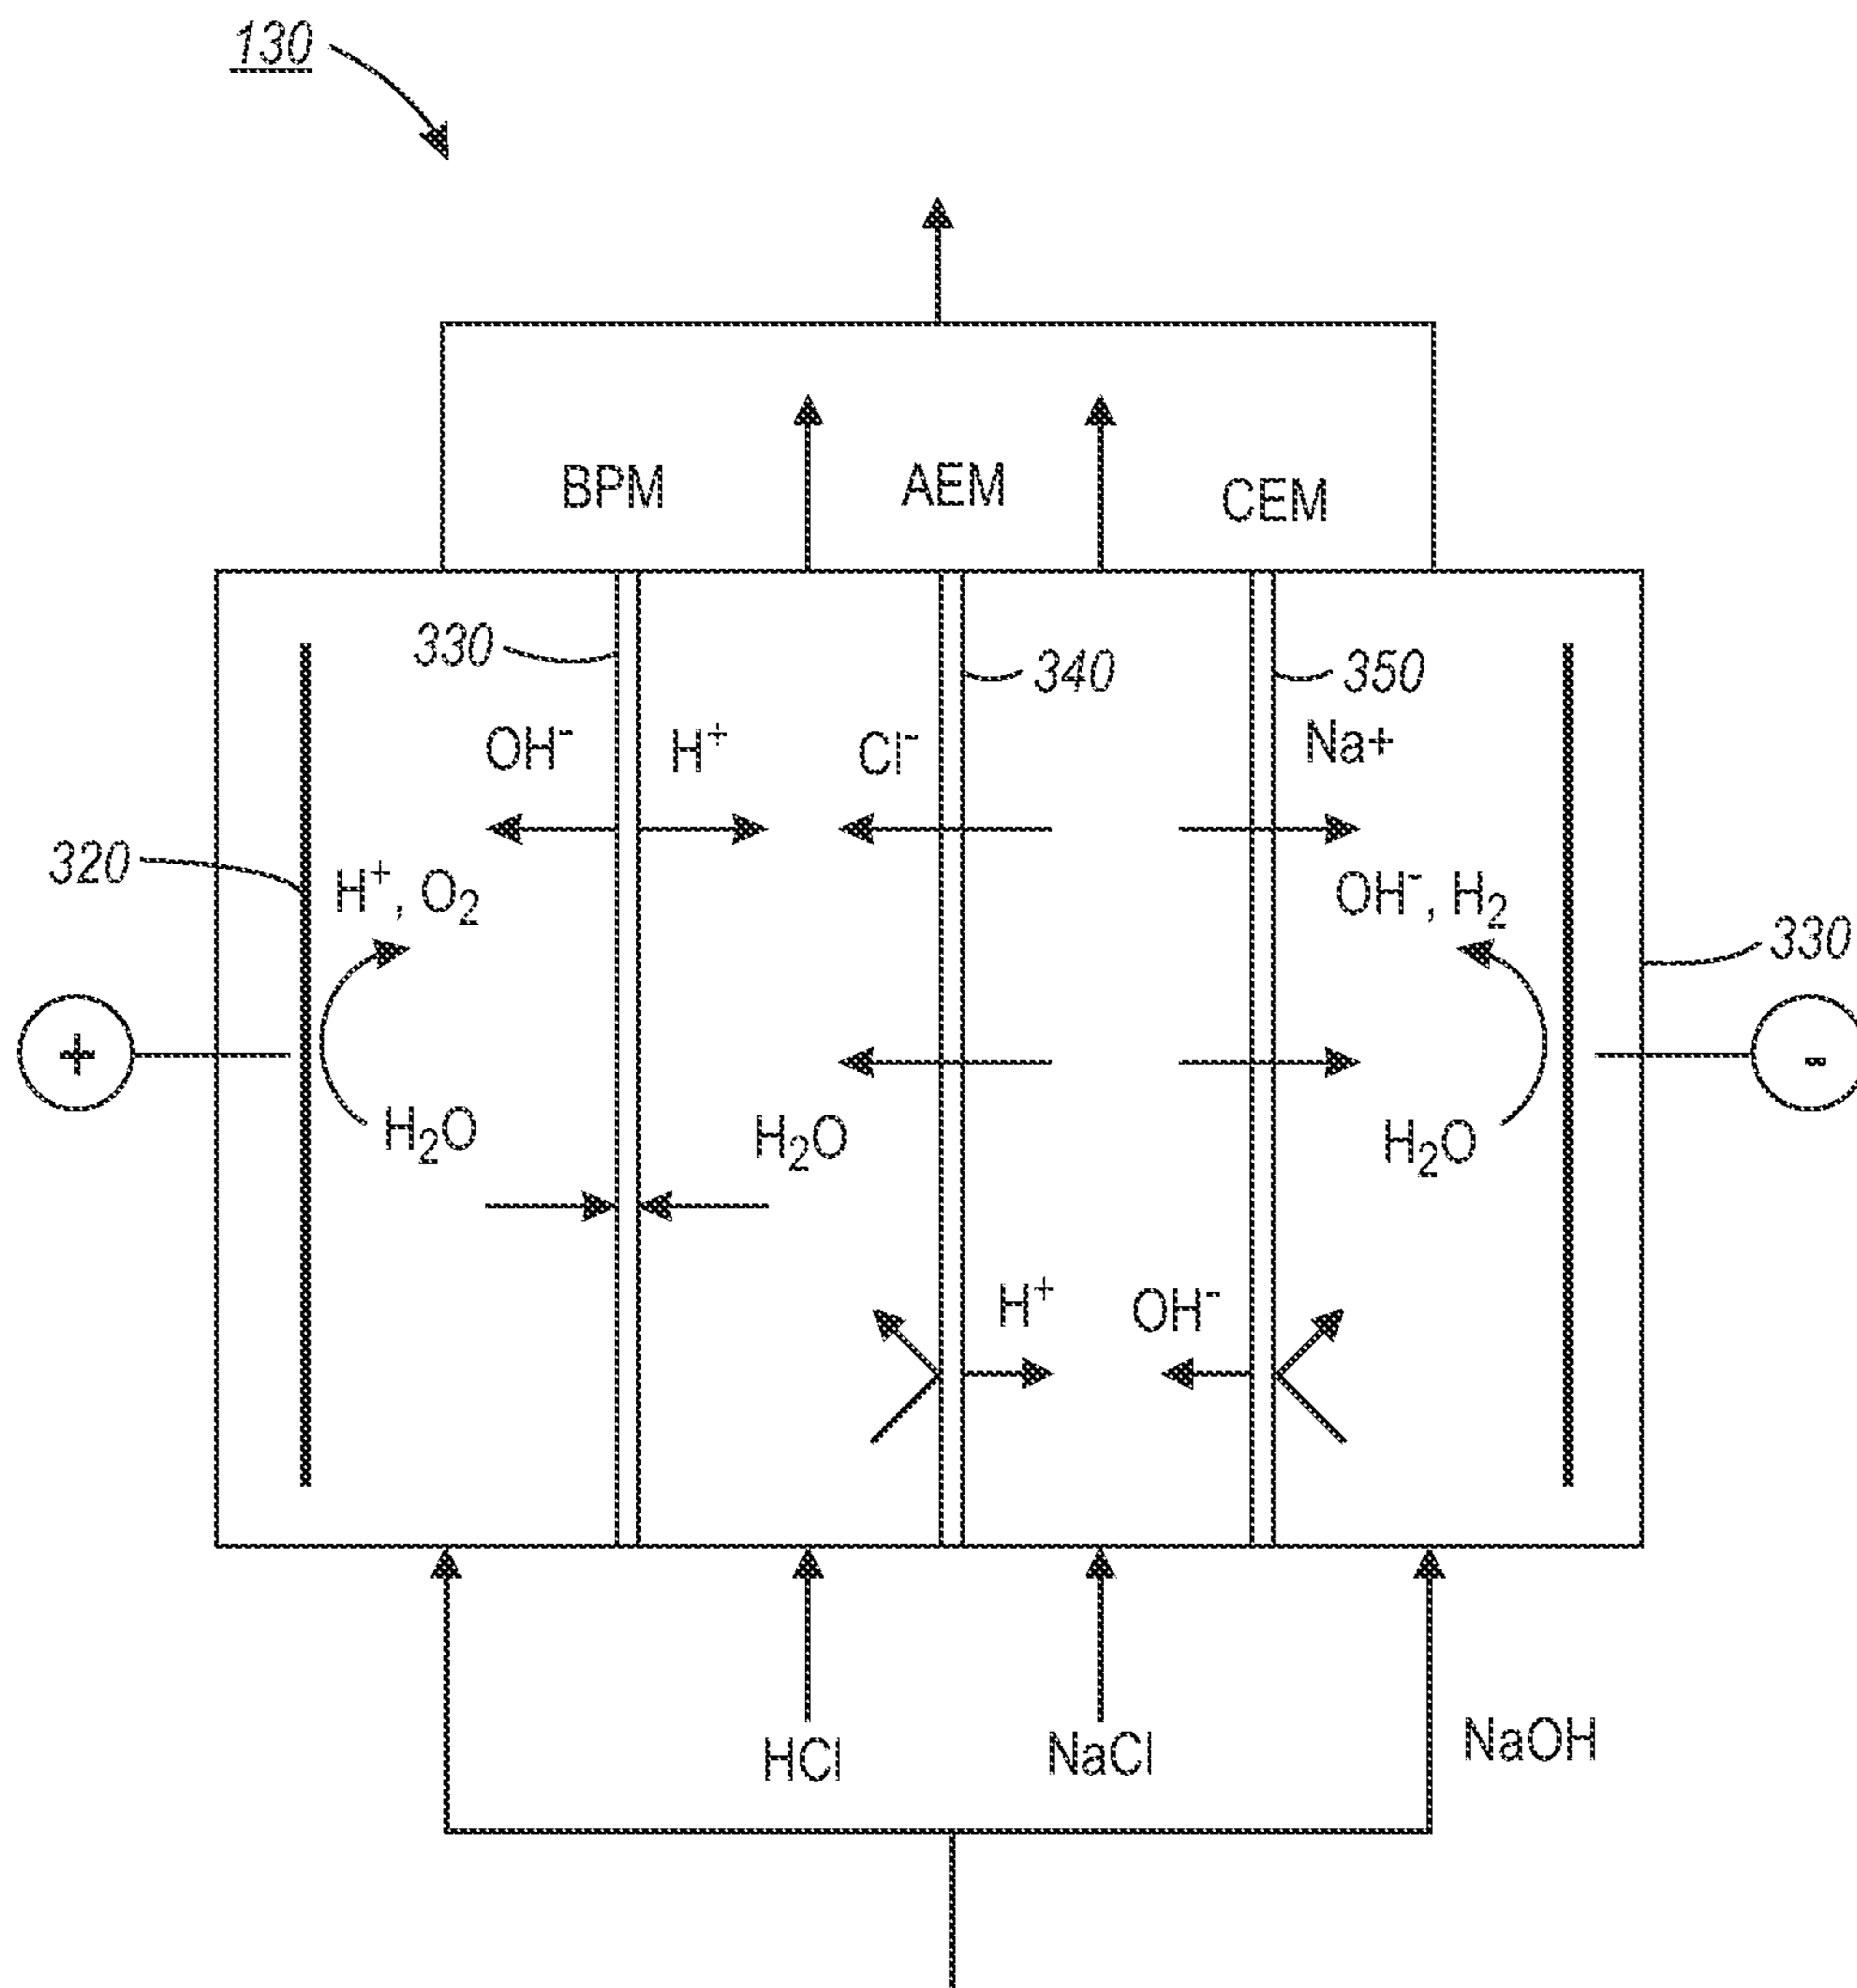 130
BPM AEM CEM
330 340 350
OH⁻ H⁺ Cl⁻ Na+
320 H⁺, O₂ OH⁻, H₂ 330
+ -
H₂O H₂O H₂O
H⁺ OH⁻
HCl NaCl NaOH